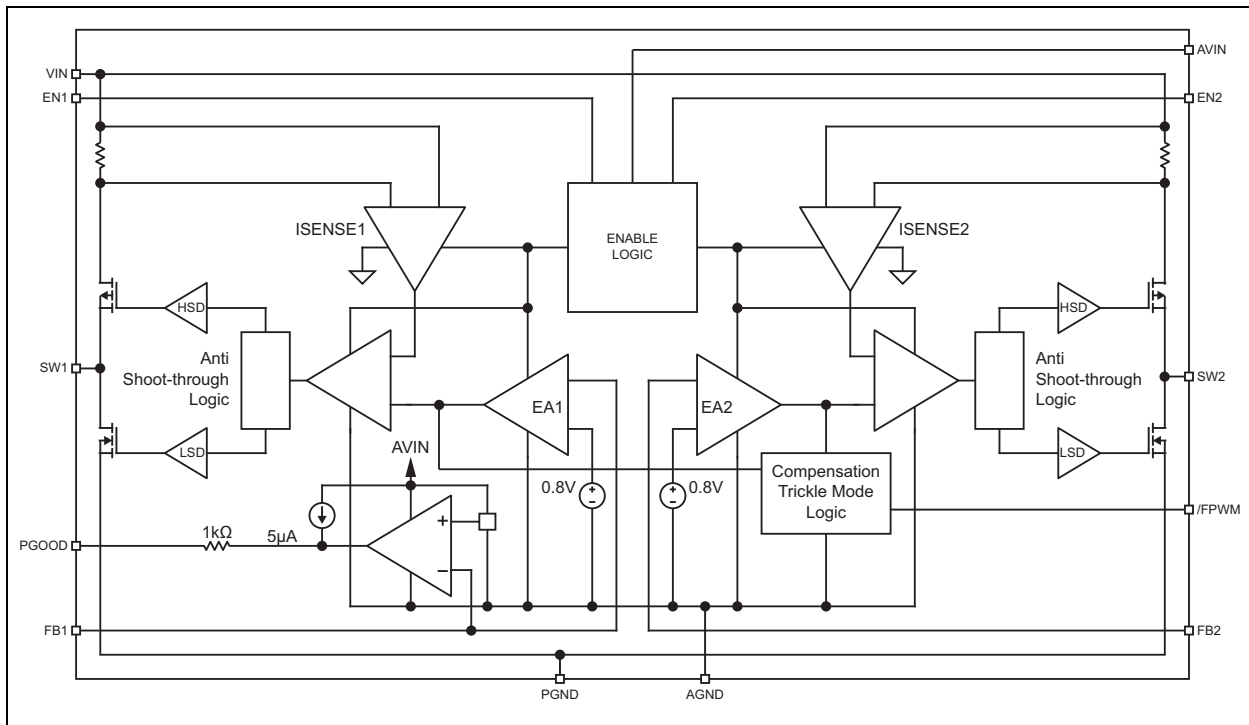 AVIN
VIN
EN1
EN2
ISENSE1
ENABLE
LOGIC
ISENSE2
HSD
HSD
SW1
Anti
Shoot-through
Logic
EA1
EA2
Anti
Shoot-through
Logic
SW2
LSD
LSD
AVIN
0.8V
0.8V
Compensation
Trickle Mode
Logic
+
–
+
–
+
–
/FPWM
1kΩ
5µA
PGOOD
FB1
FB2
PGND
AGND